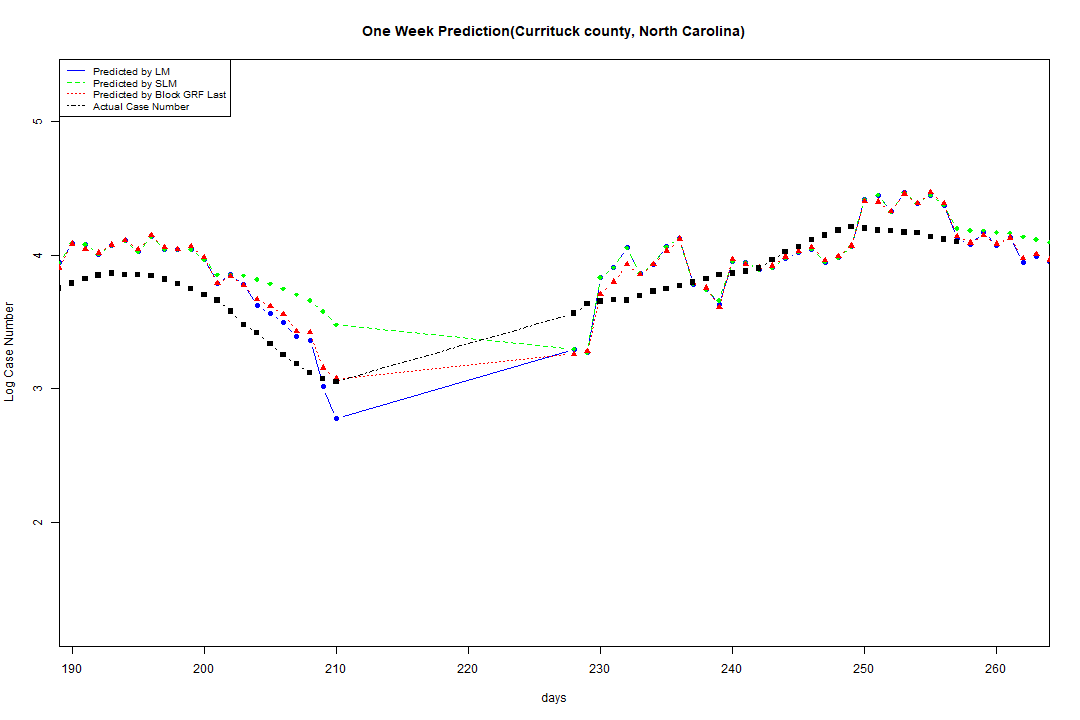 One Week Prediction(Currituck county, North Carolina)
Predicted by LM
Predicted by SLM
Predicted by Block GRF Last
Actual Case Number
Log Case Number
5
4
3
2
190 200 210 220 230 240 250 260
days